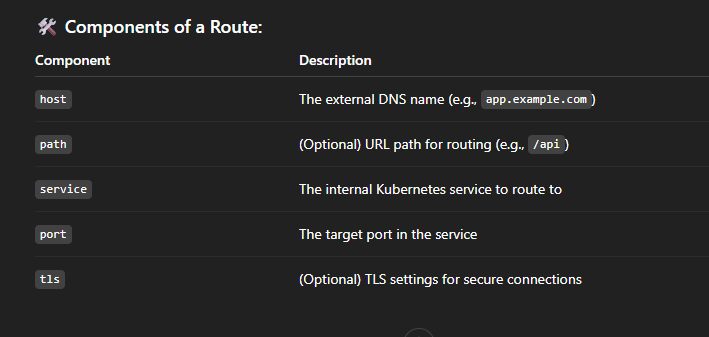 🛠 Components of a Route:
Component Description
host The external DNS name (e.g., app.example.com)
path (Optional) URL path for routing (e.g., /api)
service The internal Kubernetes service to route to
port The target port in the service
tls (Optional) TLS settings for secure connections